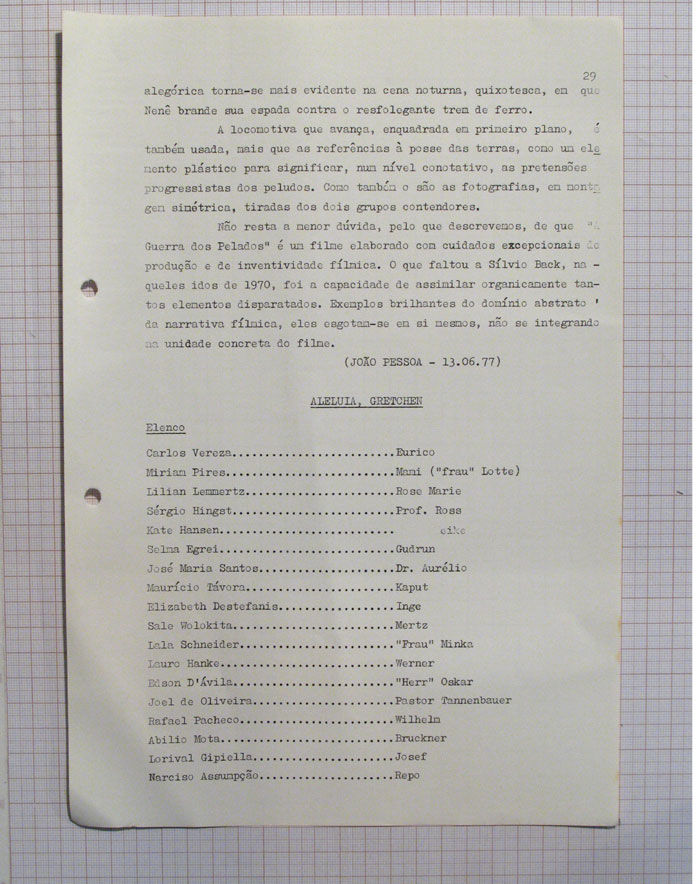 29
alegórica torna-se mais evidente na cena noturna, quixotesca, em que
Nenê brande sua espada contra o resfolegante trem de ferro.
A locomotiva que avança, enquadrada em primeiro plano, é
também usada, mais que as referências à posse das terras, como um ele
mento plástico para significar, num nível conotativo, as pretensões
progressistas dos peludos. Como também o são as fotografias, em monta
gem simétrica, tiradas dos dois grupos contendores.
Não resta a menor dúvida, pelo que descrevemos, de que "A
Guerra dos Pelados" é um filme elaborado com cuidados excepcionais de
produção e de inventividade fílmica. O que faltou a Sílvio Back, na -
queles idos de 1970, foi a capacidade de assimilar organicamente tan-
tos elementos disparatados. Exemplos brilhantes do domínio abstrato '
da narrativa fílmica, eles esgotam-se em si mesmos, não se integrando
na unidade concreta do filme.
(JOÃO PESSOA - 13.06.77)
ALELUIA, GRETCHEN
Elenco
Carlos Vereza........................Eurico
Miriam Pires.........................Mami ("frau" Lotte)
Lilian Lemmertz......................Rose Marie
Sérgio Hingst........................Prof. Ross
Kate Hansen.......................... eike
Selma Egrei..........................Gudrun
José Maria Santos....................Dr. Aurélio
Maurício Távora......................Kaput
Elizabeth Destefanis.................Inge
Sale Wolokita........................Mertz
Lala Schneider......................."Frau" Minka
Lauro Hanke..........................Werner
Edson D'Ávila........................"Herr" Oskar
Joel de Oliveira.....................Pastor Tannenbauer
Rafael Pacheco.......................Wilhelm
Abilio Mota..........................Bruckner
Lorival Gipiella.....................Josef
Narciso Assumpção....................Repo